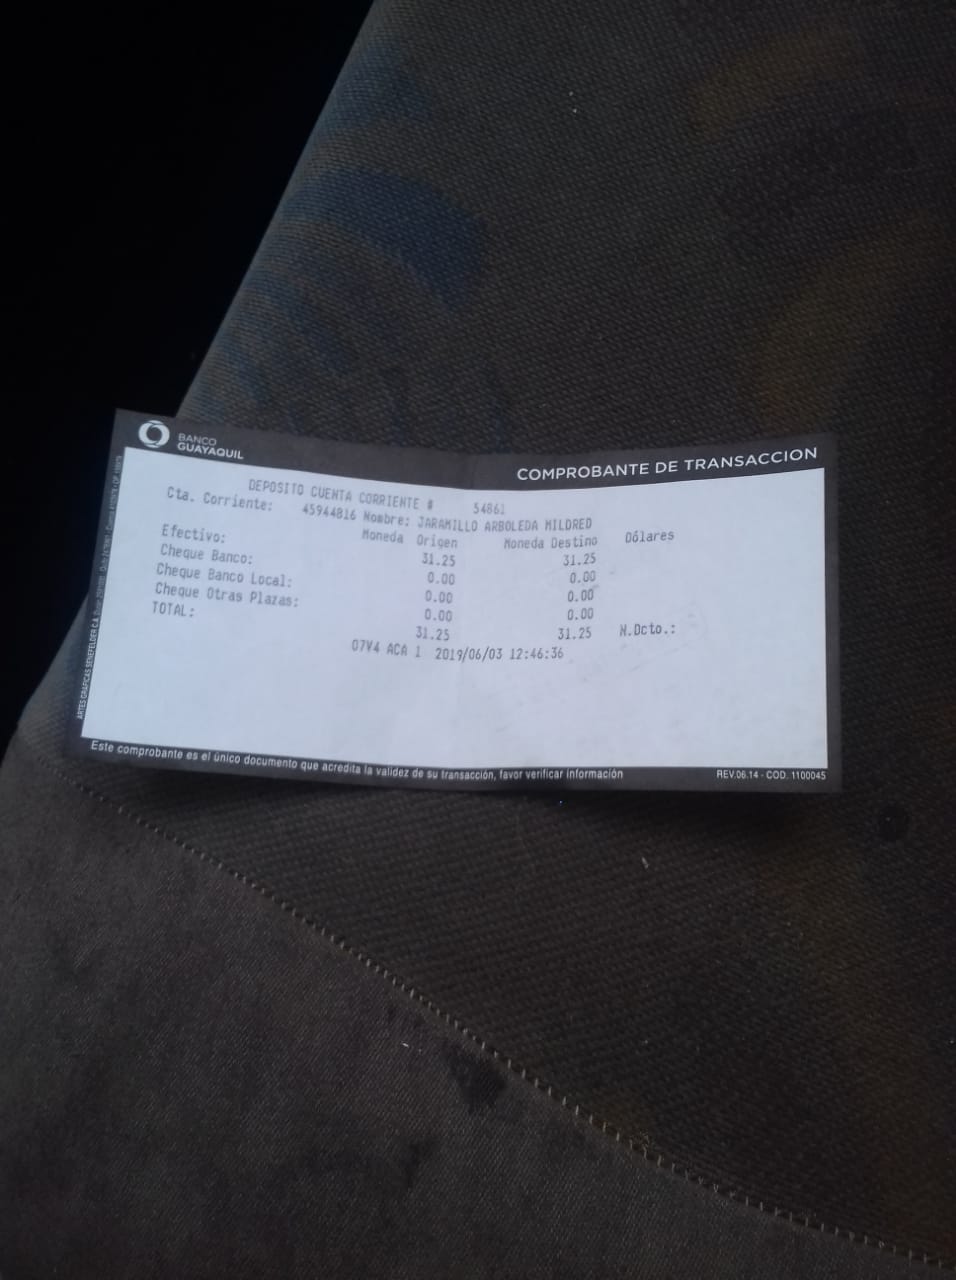 BANCO
GUAYAQUIL
COMPROBANTE DE TRANSACCION
DEPOSITO CUENTA CORRIENTE # 54861
Cta. Corriente: 45944816 Nombre: JARAMILLO ARBOLEDA MILDRED
Moneda Origen Moneda Destino Dólares
Efectivo: 31.25 31.25
Cheque Banco: 0.00 0.00
Cheque Banco Local: 0.00 0.00
Cheque Otras Plazas: 0.00 0.00
TOTAL: 31.25 31.25 N.Dcto.:
07V4 ACA 1 2019/06/03 12:46:36
Este comprobante es el único documento que acredita la validez de su transacción, favor verificar información
REV.06.14 - COD. 1100045
ARTES GRAFICAS SENEFELDER C.A.